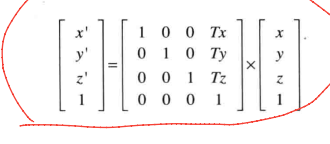 x' 1 0 0 Tx x
y' 0 1 0 Ty y
z' = 0 0 1 Tz × z .
1 0 0 0 1 1